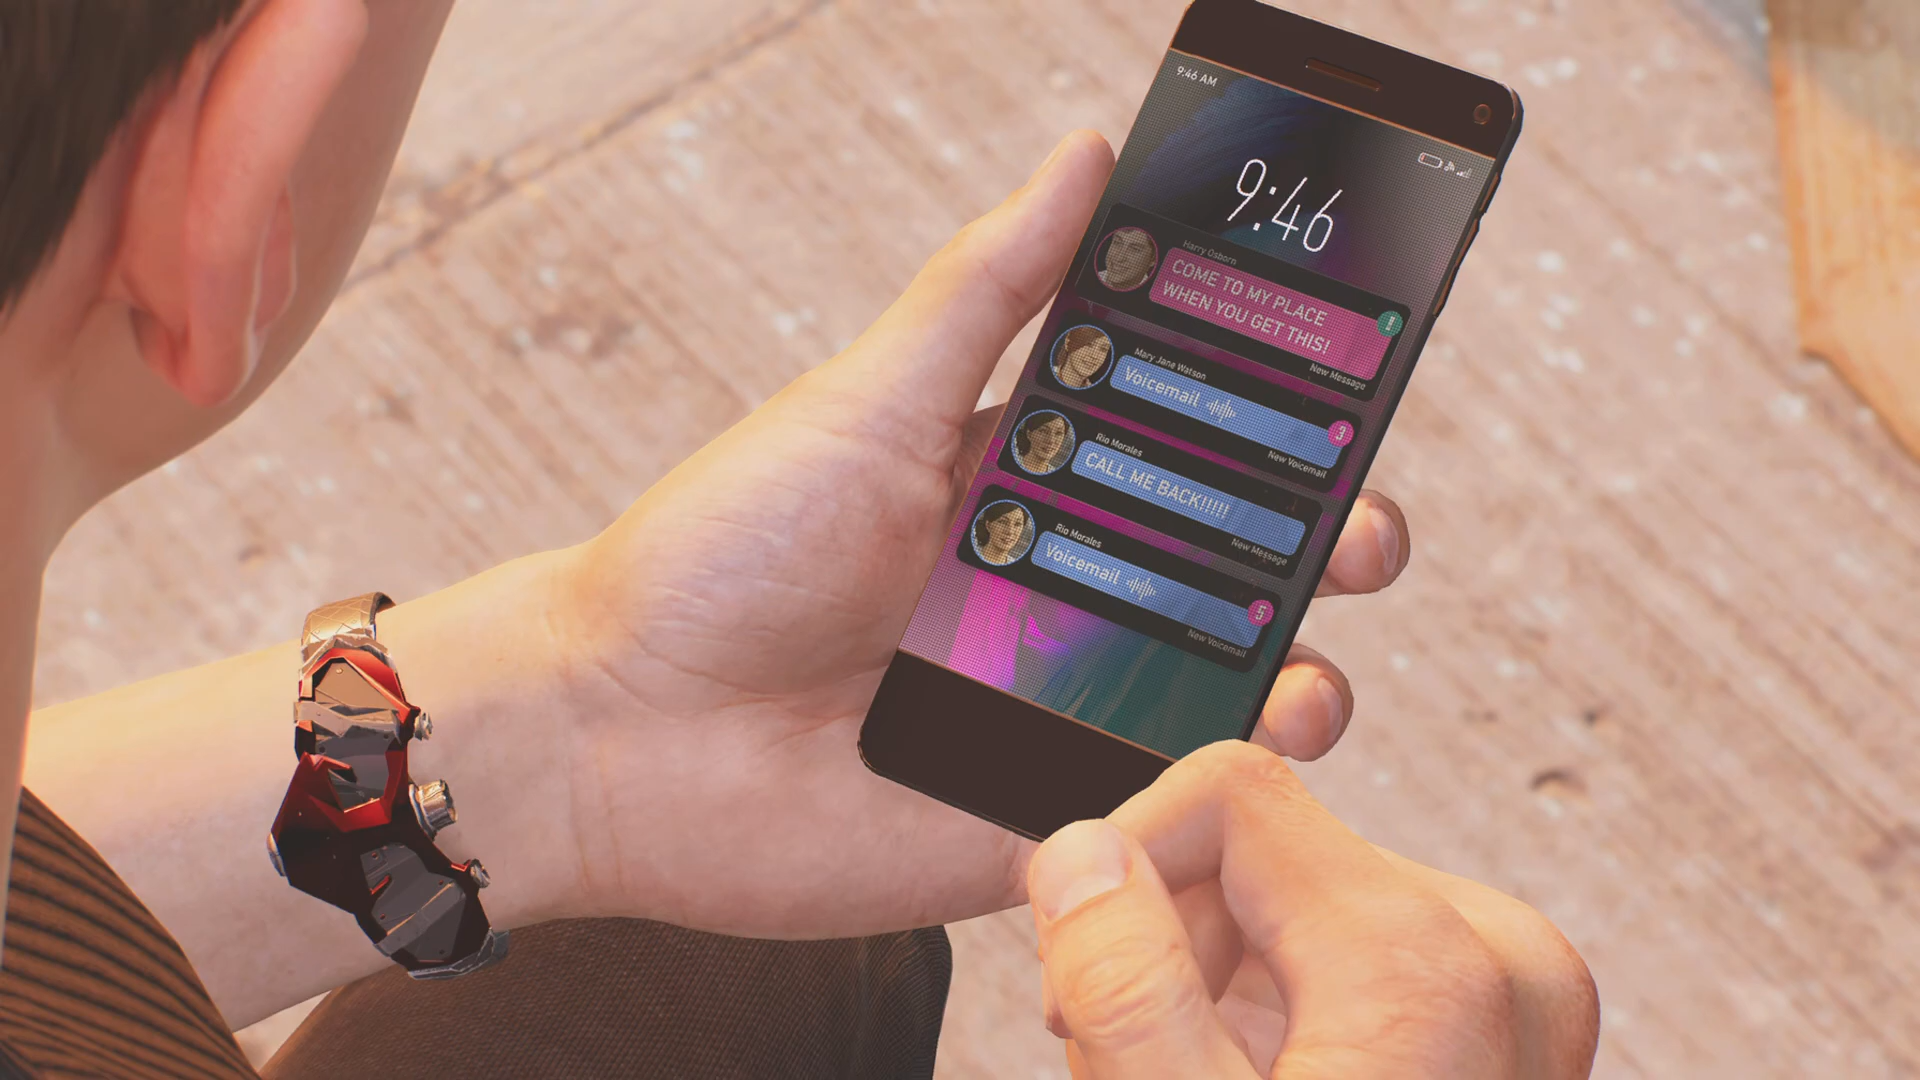 9:46 AM
9:46
Harry Osborn
COME TO MY PLACE
WHEN YOU GET THIS!
!
New Message
Mary Jane Watson
Voicemail
3
New Voicemail
Rio Morales
CALL ME BACK!!!!!
New Message
Rio Morales
Voicemail
5
New Voicemail